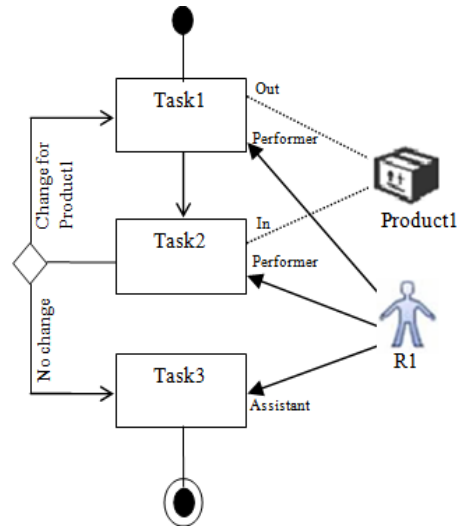 Task1
Out
Performer
Change for
Product1
Product1
Task2
In
Performer
No change
R1
Task3
Assistant